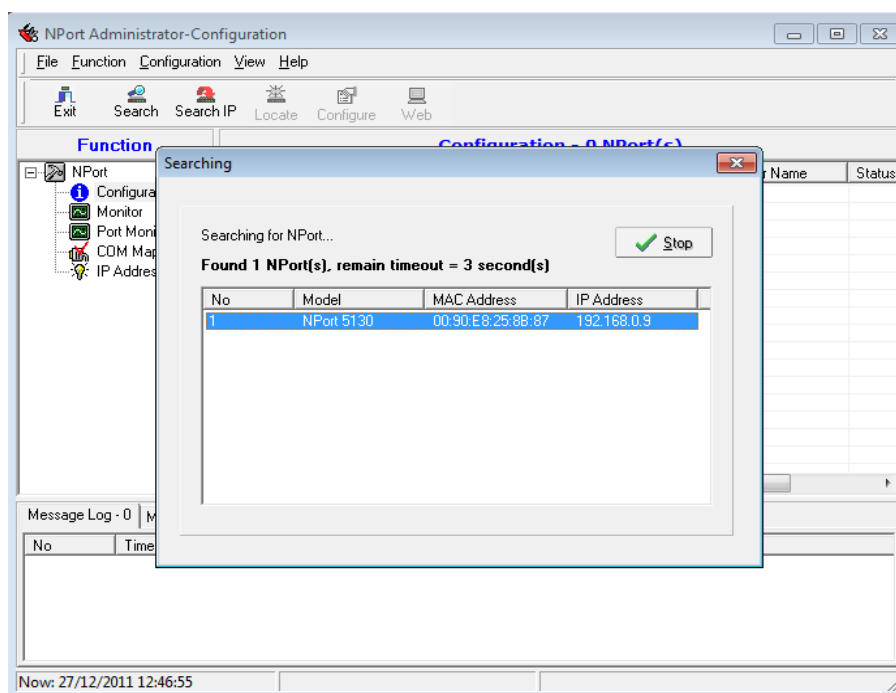 NPort Administrator-Configuration
File Function Configuration View Help
Exit Search Search IP Locate Configure Web
Function
NPort
Configura
Monitor
Port Moni
COM Map
IP Addres
Configuration - 0 NPort(s)
r Name Status
Searching
Searching for NPort...
Stop
Found 1 NPort(s), remain timeout = 3 second(s)
No Model MAC Address IP Address
1 NPort 5130 00:90:E8:25:8B:87 192.168.0.9
Message Log - 0 M
No Time
Now: 27/12/2011 12:46:55